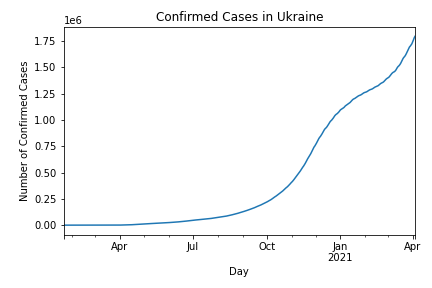 Confirmed Cases in Ukraine
1e6
1.75
1.50
1.25
1.00
0.75
0.50
0.25
0.00
Number of Confirmed Cases
Apr Jul Oct Jan Apr
2021
Day